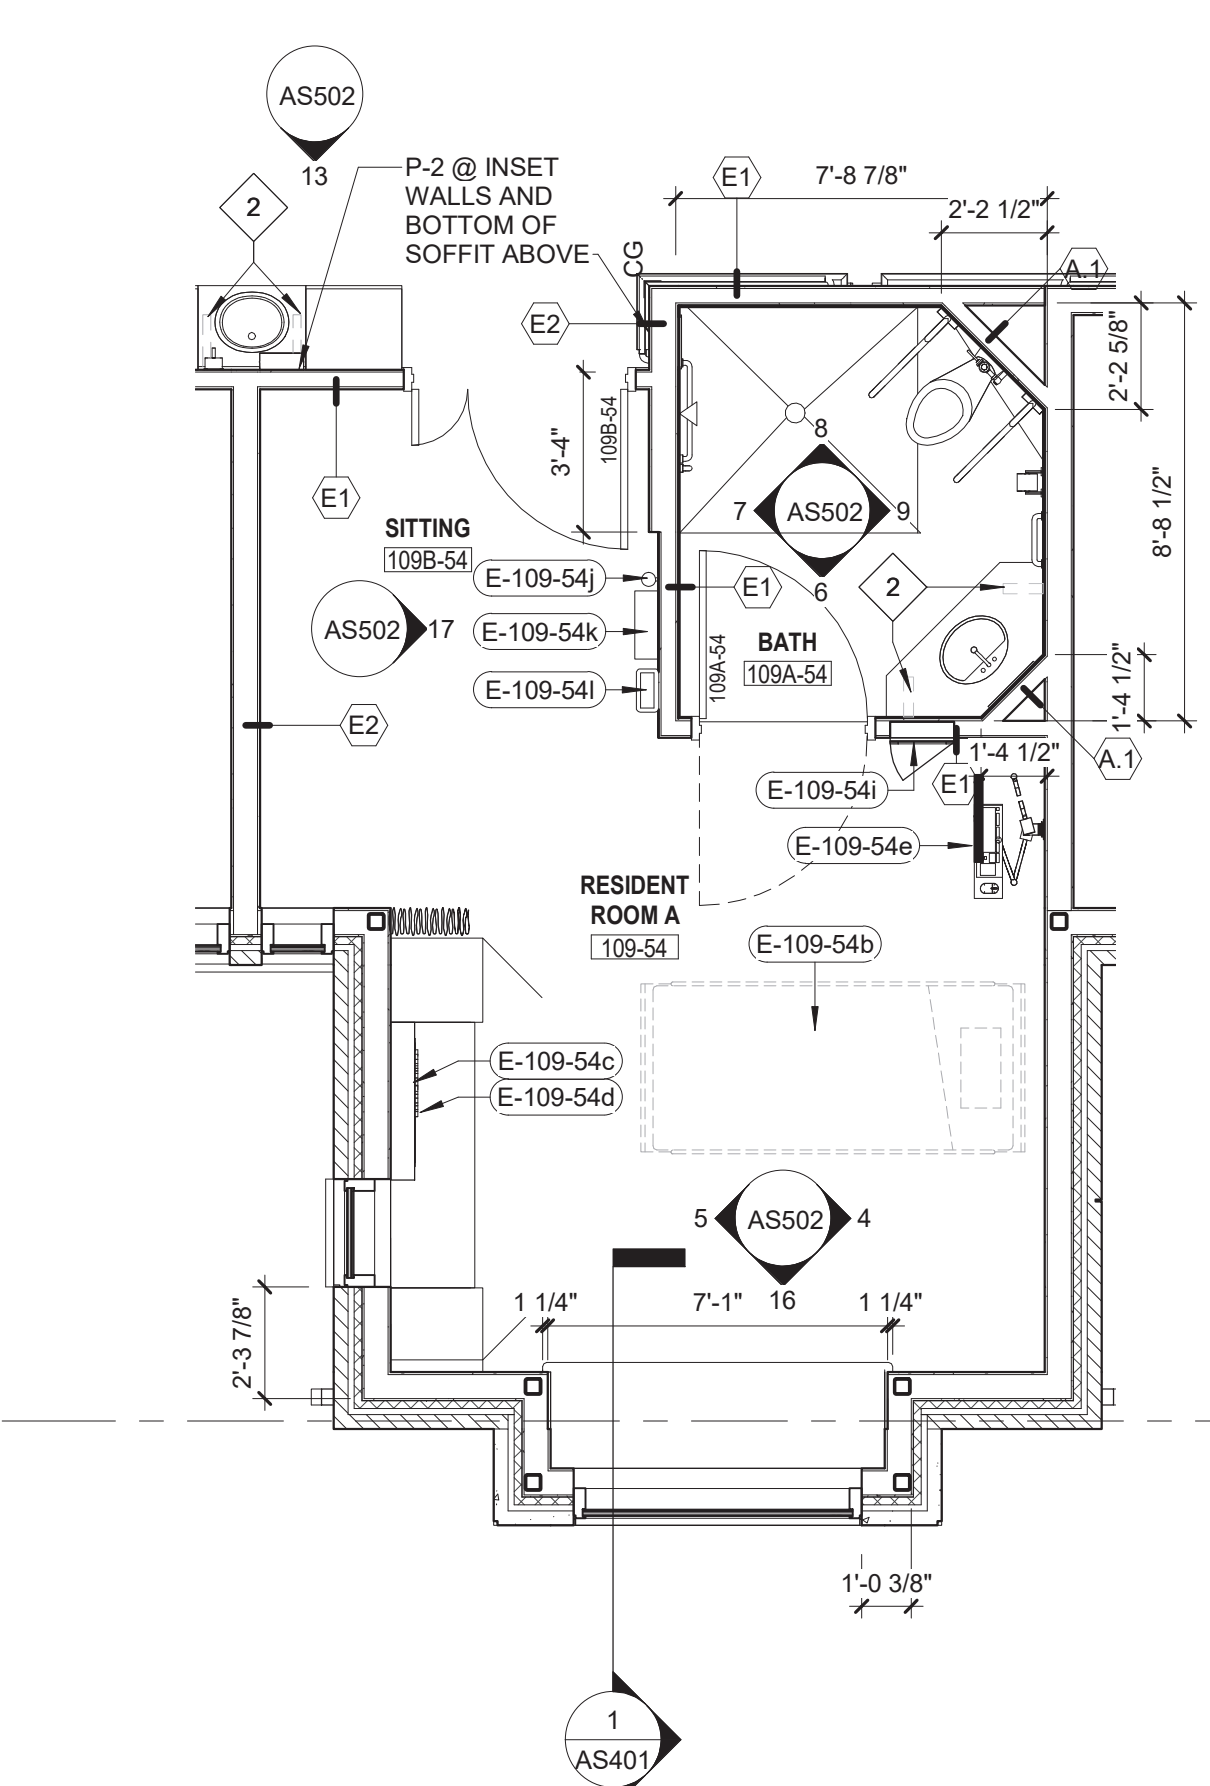 AS502
13
2
P-2 @ INSET
WALLS AND
BOTTOM OF
SOFFIT ABOVE
CG
E1
7'-8 7/8"
2'-2 1/2"
A.1
E2
2'-2 5/8"
3'-4"
109B-54
8
7
AS502
9
6
8'-8 1/2"
E1
SITTING
109B-54
E-109-54j
E1
2
AS502
17
E-109-54k
109A-54
BATH
109A-54
E-109-54l
1'-4 1/2"
E2
1'-4 1/2"
A.1
E-109-54i
E1
E-109-54e
RESIDENT
ROOM A
109-54
E-109-54b
E-109-54c
E-109-54d
5
AS502
4
16
2'-3 7/8"
1 1/4"
7'-1"
1 1/4"
1'-0 3/8"
1
AS401